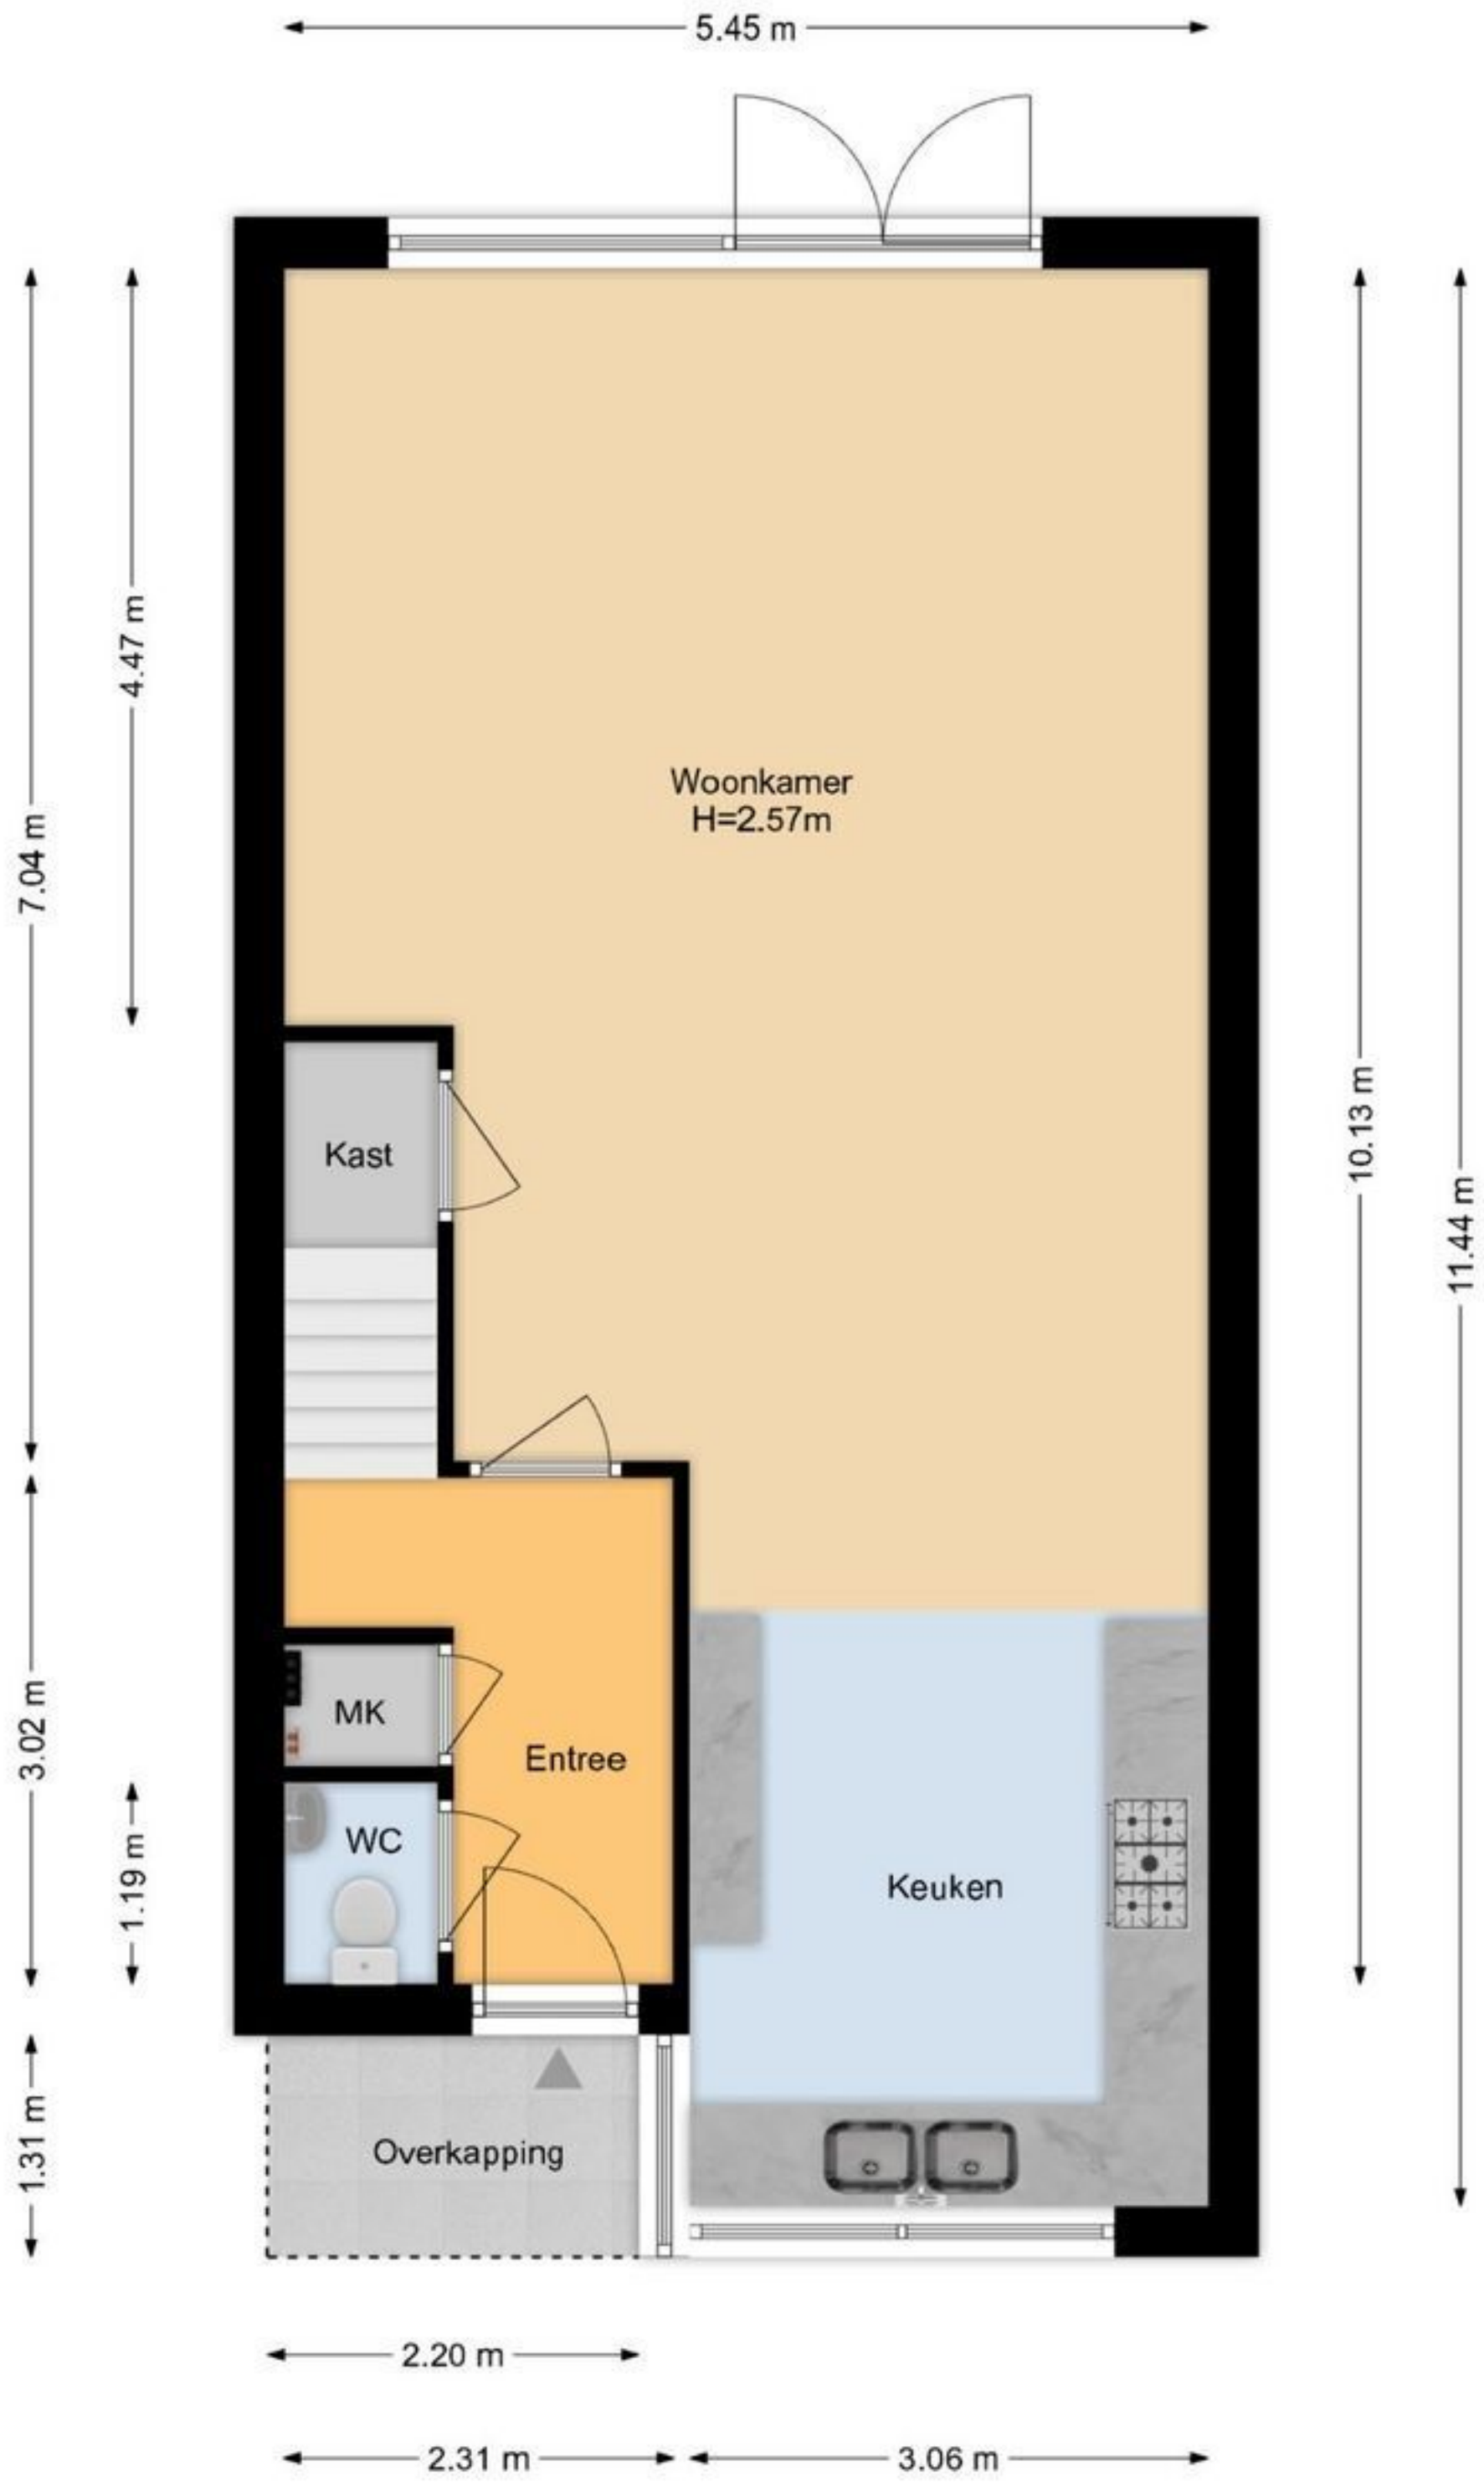 5.45 m
4.47 m
7.04 m
Woonkamer
H=2.57m
10.13 m
11.44 m
Kast
3.02 m
MK
Entree
1.19 m
WC
Keuken
1.31 m
Overkapping
2.20 m
2.31 m
3.06 m